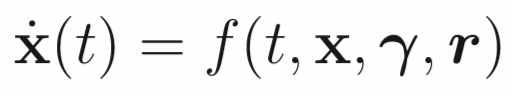 ẋ(t) = f(t, x, γ, r)